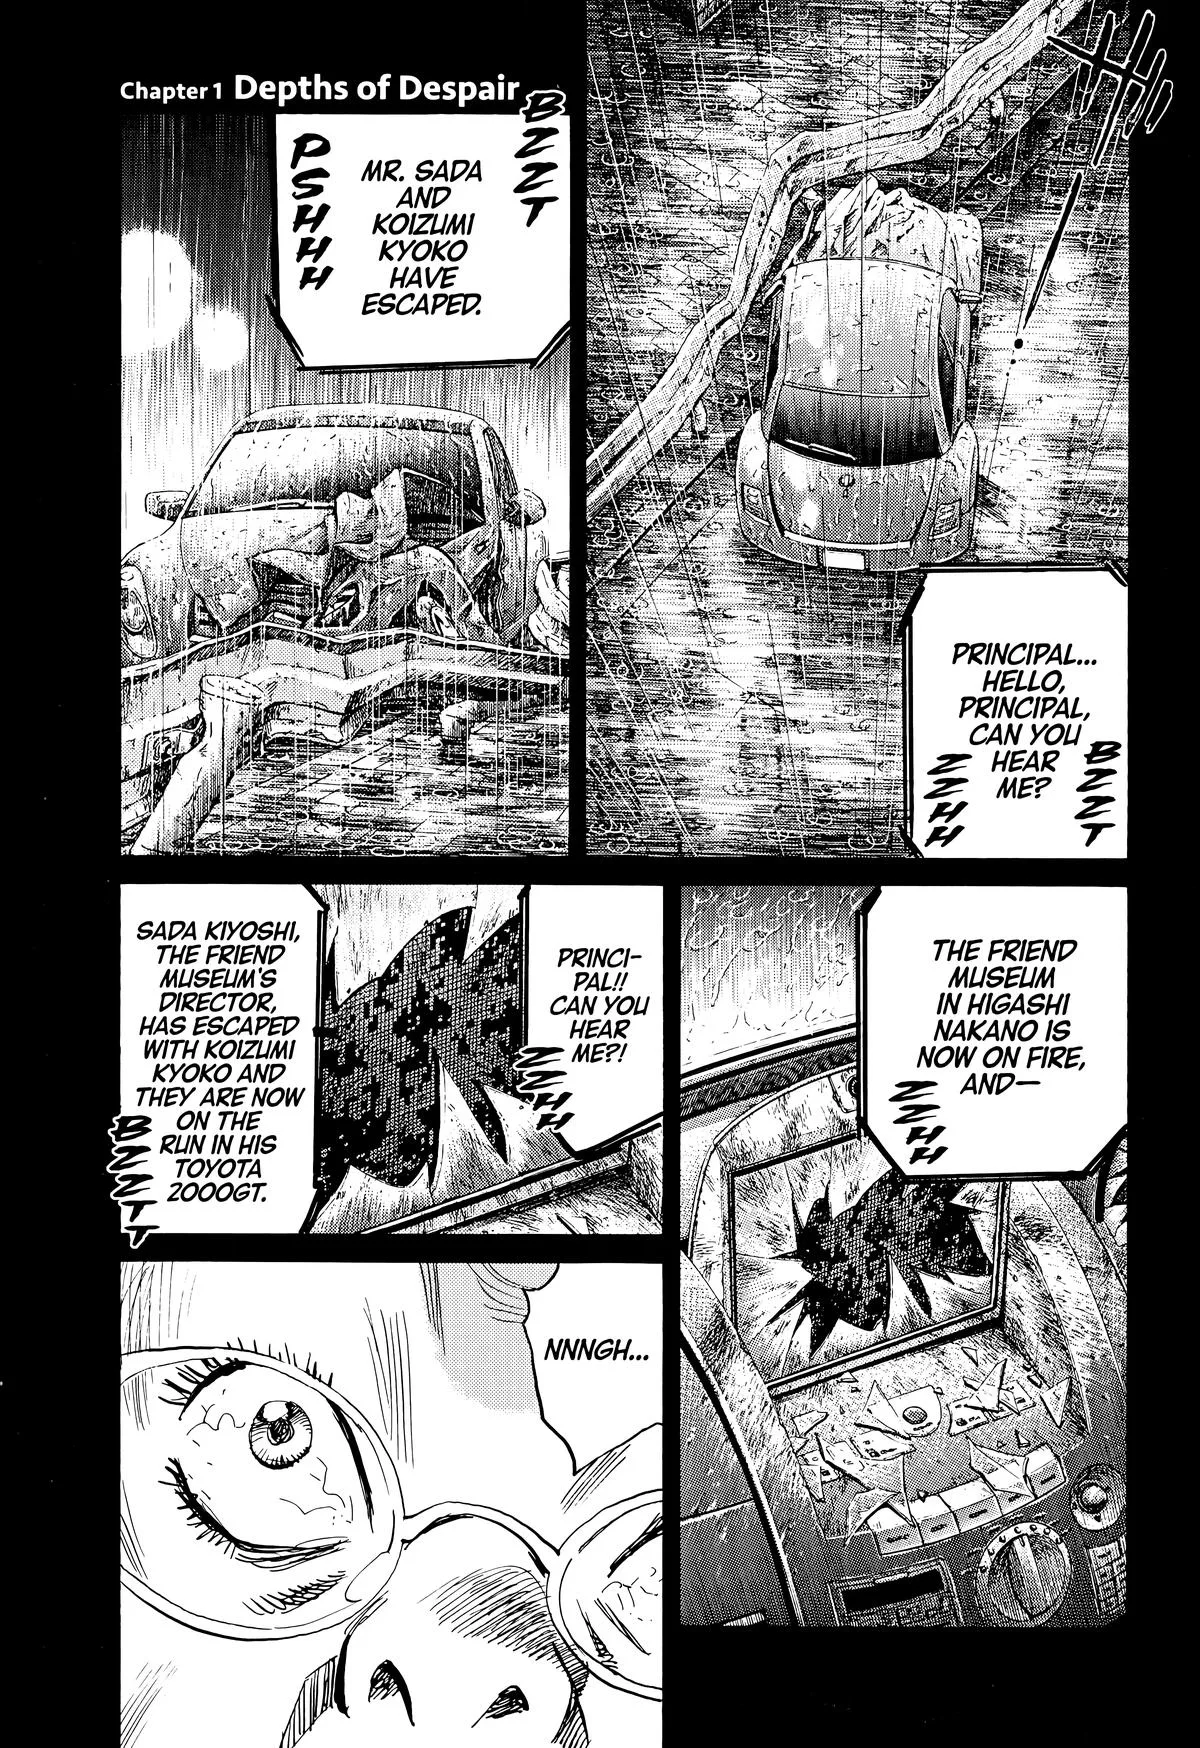 Chapter 1 Depths of Despair
PRINCIPAL...
HELLO,
PRINCIPAL,
CAN YOU
HEAR
ME?
BZZT
ZZHH
MR. SADA
AND
KOIZUMI
KYOKO
HAVE
ESCAPED.
BZZT
PSHHH
THE FRIEND
MUSEUM
IN HIGASHI
NAKANO IS
NOW ON FIRE,
AND—
ZZHH
PRINCI-
PAL!!
CAN YOU
HEAR
ME?!
ZZHH
SADA KIYOSHI,
THE FRIEND
MUSEUM'S
DIRECTOR,
HAS ESCAPED
WITH KOIZUMI
KYOKO AND
THEY ARE NOW
ON THE
RUN IN HIS
TOYOTA
2000GT.
BZZTT
NNNGH...